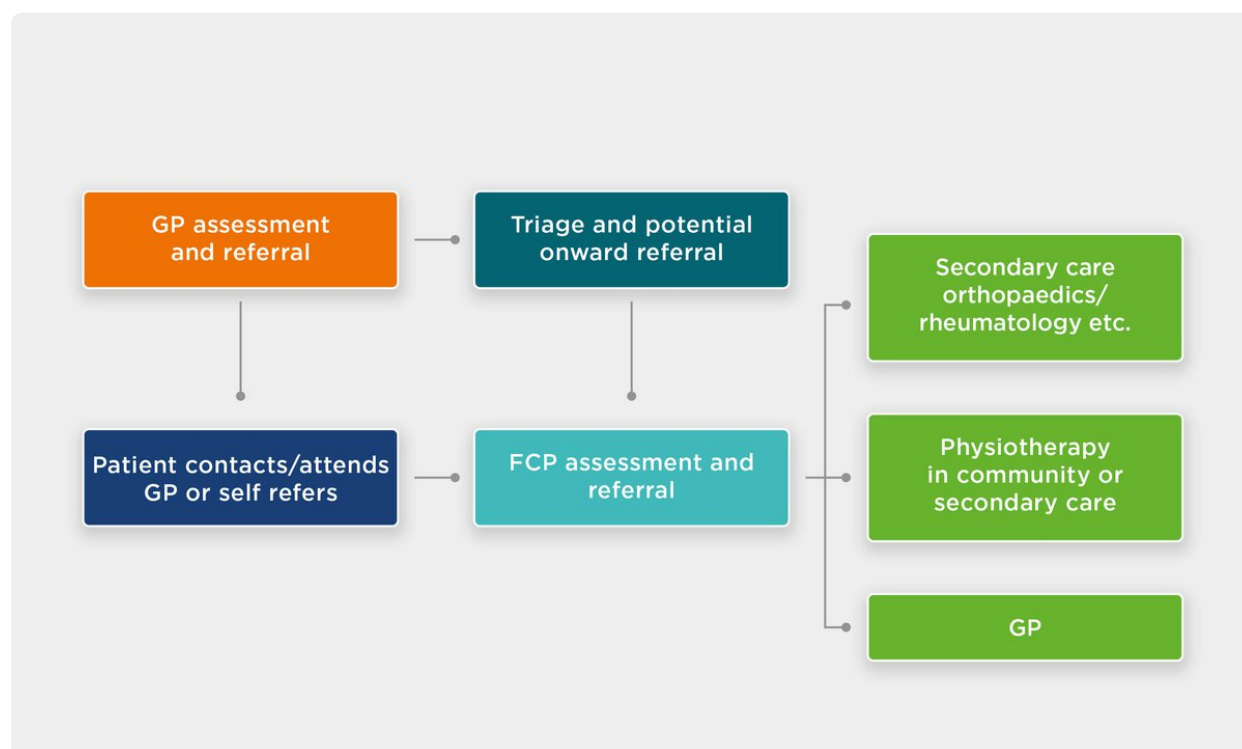 GP assessment
and referral
Triage and potential
onward referral
Secondary care
orthopaedics/
rheumatology etc.
Patient contacts/attends
GP or self refers
FCP assessment and
referral
Physiotherapy
in community or
secondary care
GP